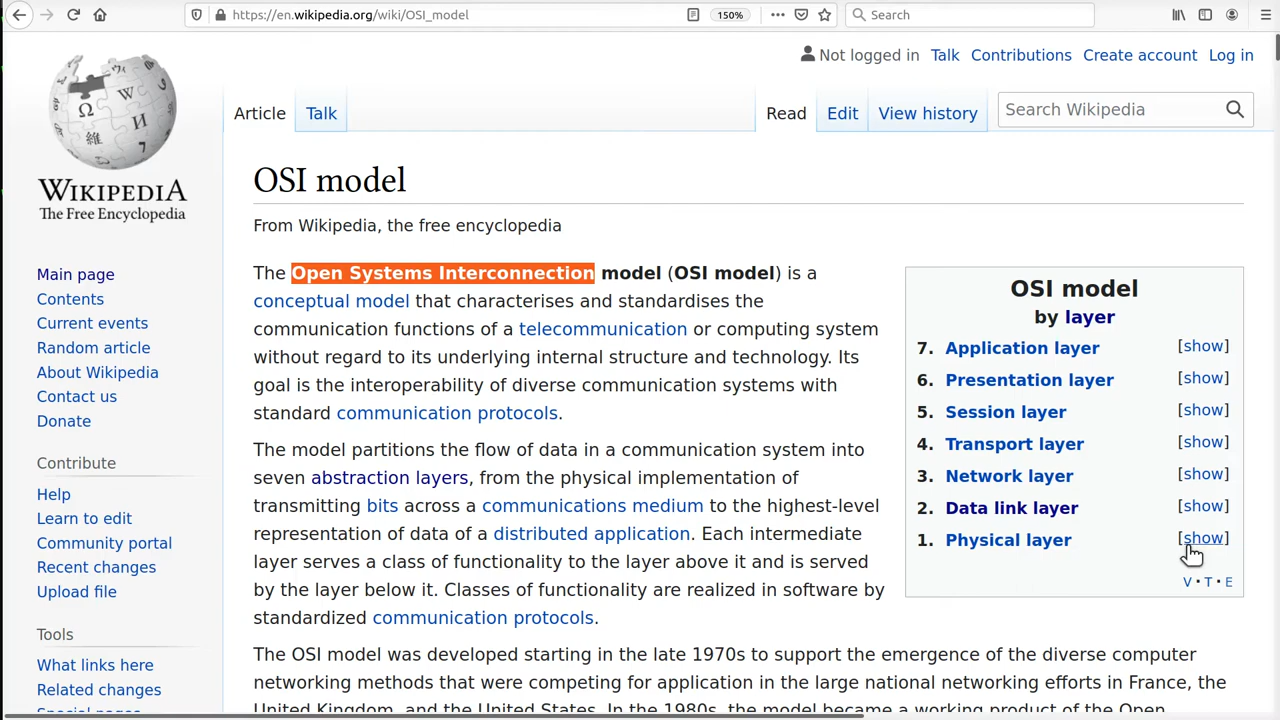 https://en.wikipedia.org/wiki/OSI_model
150%
Search
Not logged in Talk Contributions Create account Log in
Article Talk Read Edit View history Search Wikipedia
WIKIPEDIA
The Free Encyclopedia
Main page
Contents
Current events
Random article
About Wikipedia
Contact us
Donate
Contribute
Help
Learn to edit
Community portal
Recent changes
Upload file
Tools
What links here
Related changes
Special pages
OSI model
From Wikipedia, the free encyclopedia
The Open Systems Interconnection model (OSI model) is a
conceptual model that characterises and standardises the
communication functions of a telecommunication or computing system
without regard to its underlying internal structure and technology. Its
goal is the interoperability of diverse communication systems with
standard communication protocols.
The model partitions the flow of data in a communication system into
seven abstraction layers, from the physical implementation of
transmitting bits across a communications medium to the highest-level
representation of data of a distributed application. Each intermediate
layer serves a class of functionality to the layer above it and is served
by the layer below it. Classes of functionality are realized in software by
standardized communication protocols.
The OSI model was developed starting in the late 1970s to support the emergence of the diverse computer
networking methods that were competing for application in the large national networking efforts in France, the
United Kingdom, and the United States. In the 1980s, the model became a working product of the Open
OSI model
by layer
7. Application layer [show]
6. Presentation layer [show]
5. Session layer [show]
4. Transport layer [show]
3. Network layer [show]
2. Data link layer [show]
1. Physical layer [show]
V · T · E